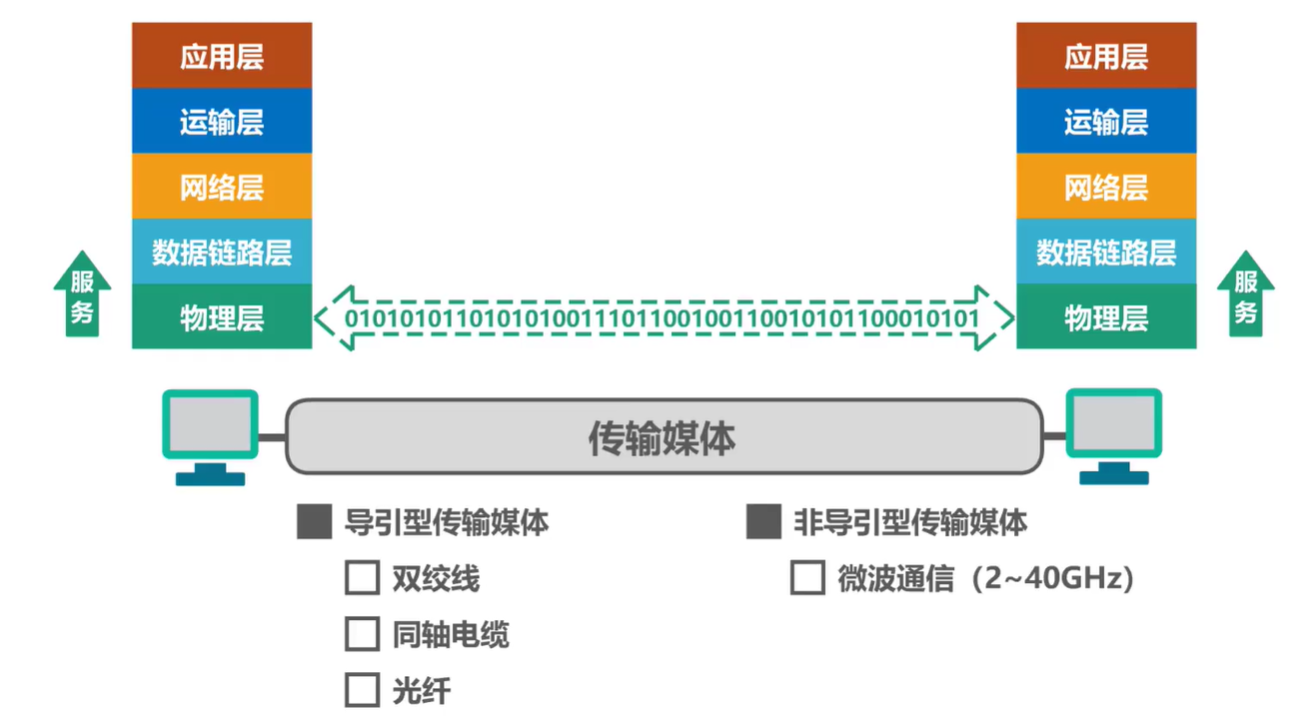 应用层
应用层
运输层
运输层
网络层
网络层
数据链路层
数据链路层
服务
服务
物理层
0101010110101010011101100100110010101100010101
物理层
传输媒体
导引型传输媒体
非导引型传输媒体
双绞线
微波通信（2~40GHz）
同轴电缆
光纤